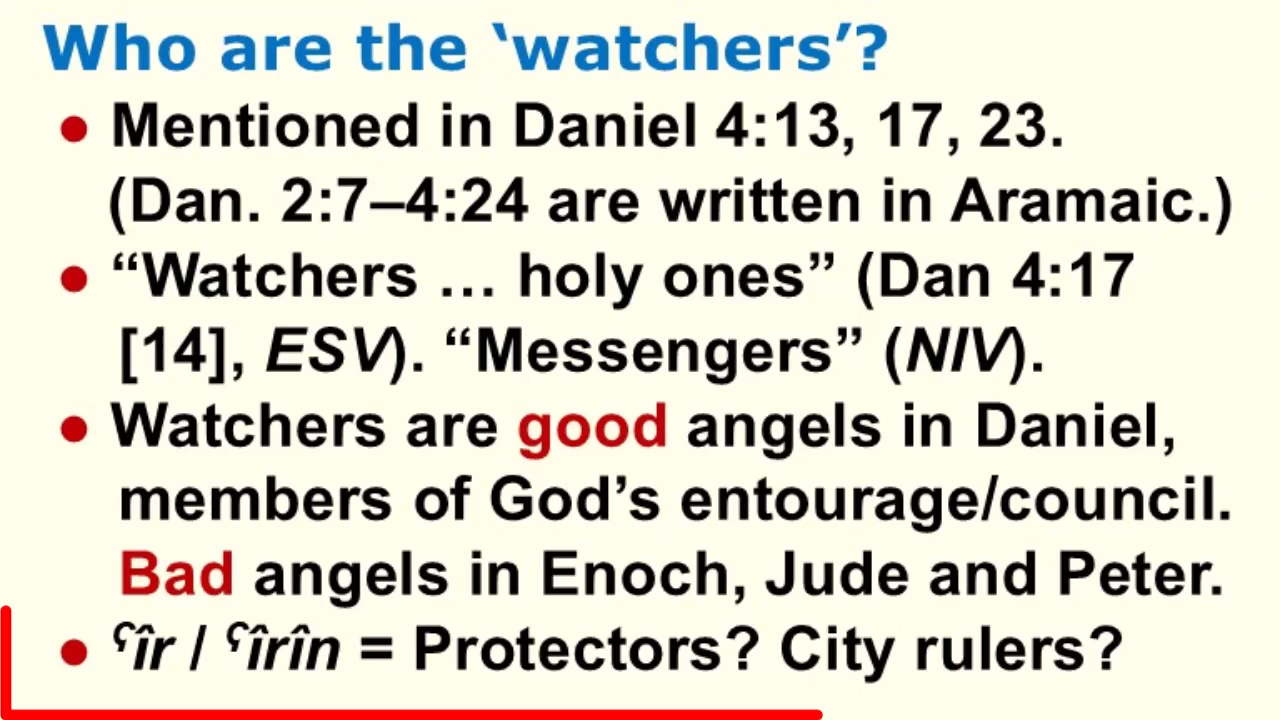 Who are the ‘watchers’?
● Mentioned in Daniel 4:13, 17, 23.
(Dan. 2:7–4:24 are written in Aramaic.)
● “Watchers … holy ones” (Dan 4:17
[14], ESV). “Messengers” (NIV).
● Watchers are good angels in Daniel,
members of God’s entourage/council.
Bad angels in Enoch, Jude and Peter.
● ʿîr / ʿîrîn = Protectors? City rulers?